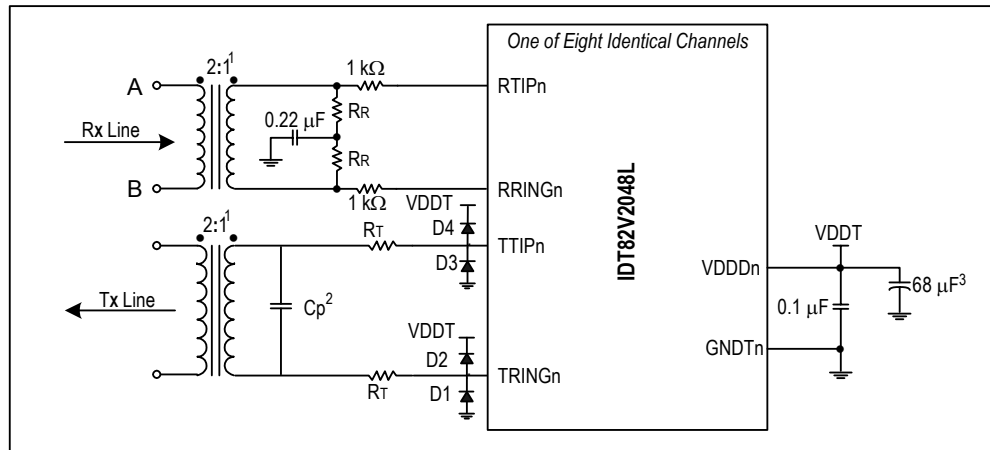 One of Eight Identical Channels
A
2:1¹
1 kΩ
RTIPn
RR
0.22 μF
Rx Line
RR
B
1 kΩ
RRINGn
2:1¹
VDDT
D4
RT
TTIPn
D3
Cp²
Tx Line
VDDT
D2
RT
TRINGn
D1
IDT82V2048L
VDDT
VDDDn
68 μF³
0.1 μF
GNDTn